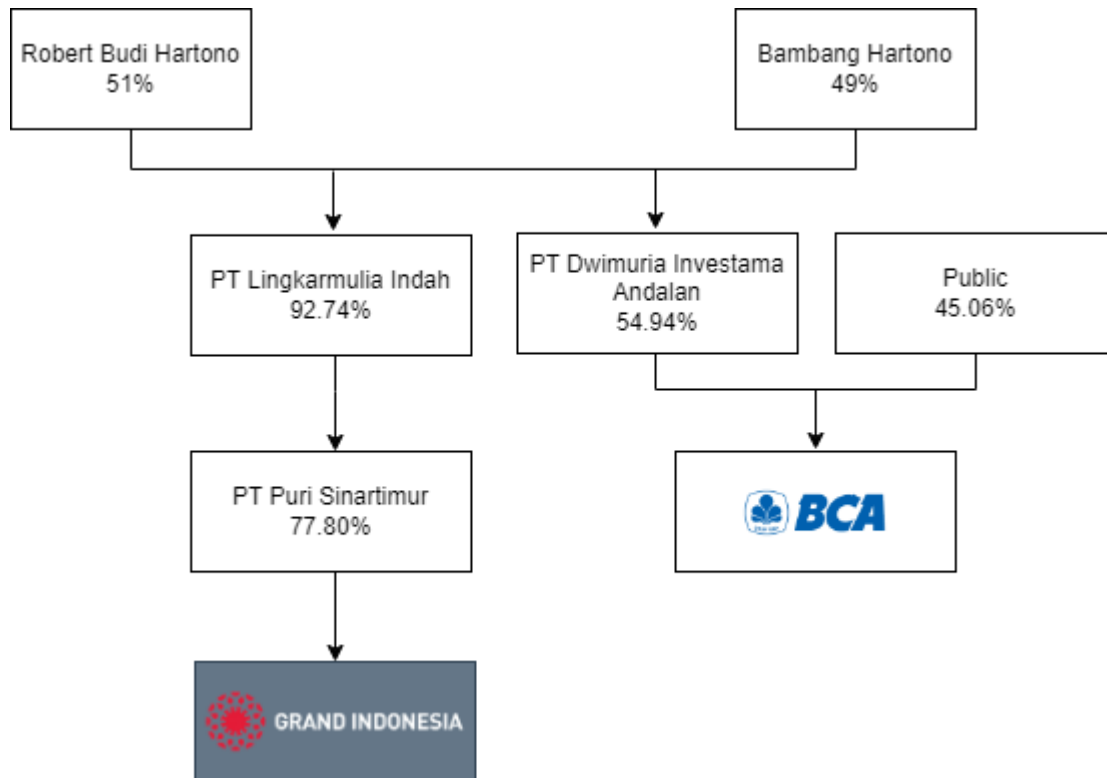 Robert Budi Hartono
51%
Bambang Hartono
49%
PT Lingkarmulia Indah
92.74%
PT Dwimuria Investama
Andalan
54.94%
Public
45.06%
PT Puri Sinartimur
77.80%
BCA
GRAND INDONESIA